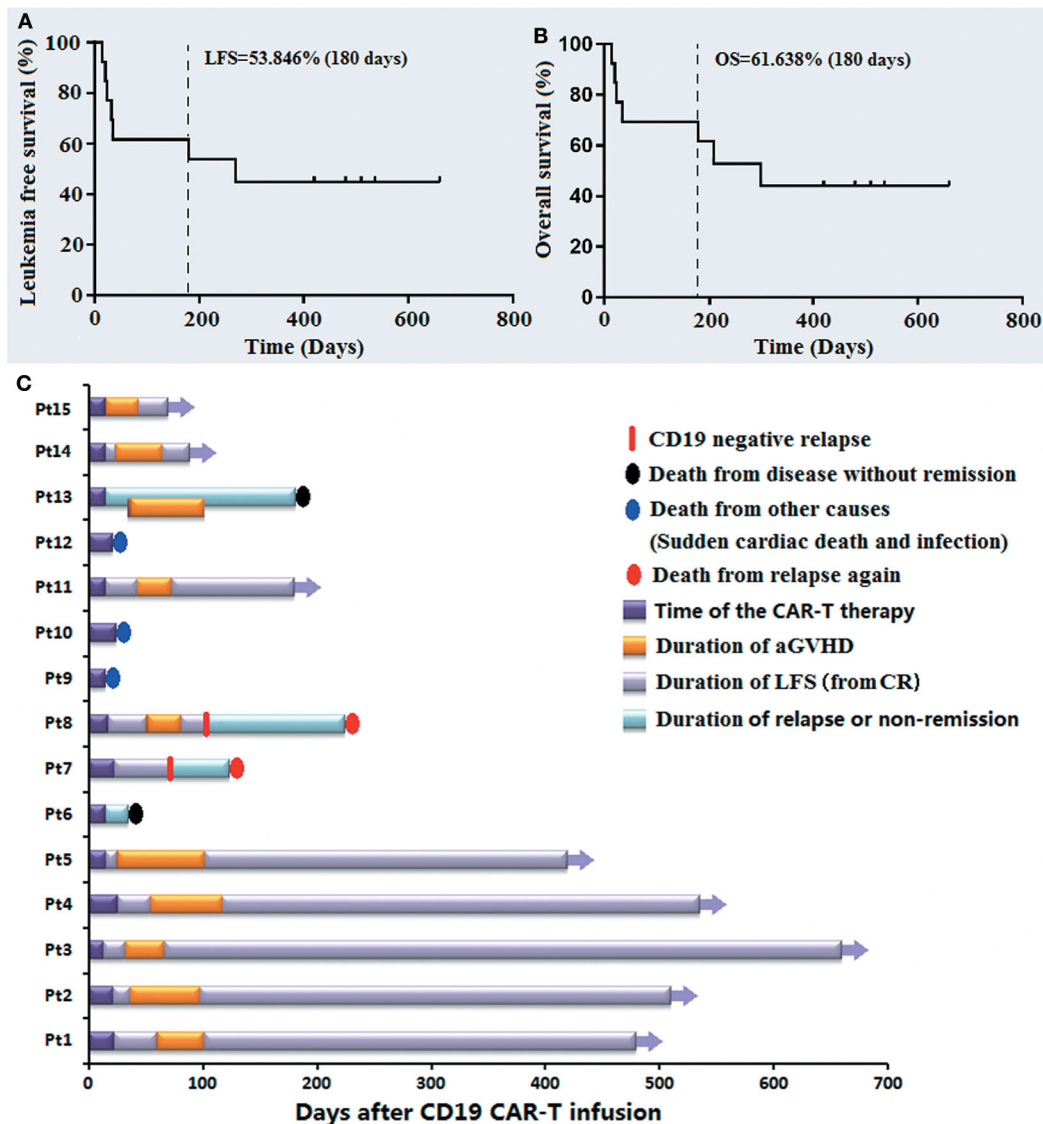 A
LFS=53.846% (180 days)
Leukemia free survival (%)
100
80
60
40
20
0
0 200 400 600 800
Time (Days)
B
OS=61.638% (180 days)
Overall survival (%)
100
80
60
40
20
0
0 200 400 600 800
Time (Days)
C
Pt15
Pt14
Pt13
Pt12
Pt11
Pt10
Pt9
Pt8
Pt7
Pt6
Pt5
Pt4
Pt3
Pt2
Pt1
CD19 negative relapse
Death from disease without remission
Death from other causes
(Sudden cardiac death and infection)
Death from relapse again
Time of the CAR-T therapy
Duration of aGVHD
Duration of LFS (from CR)
Duration of relapse or non-remission
0 100 200 300 400 500 600 700
Days after CD19 CAR-T infusion